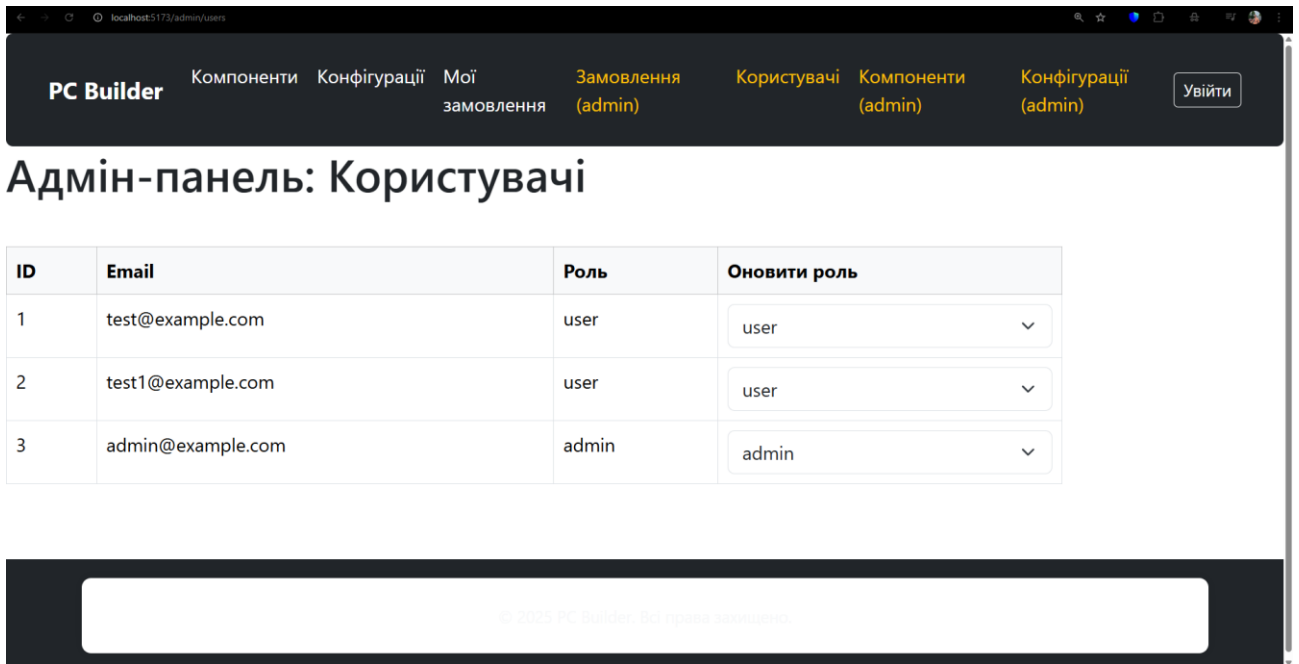 localhost:5173/admin/users
PC Builder
Компоненти
Конфігурації
Мої
замовлення
Замовлення
(admin)
Користувачі
Компоненти
(admin)
Конфігурації
(admin)
Увійти
Адмін-панель: Користувачі
ID Email Роль Оновити роль
1 test@example.com user user
2 test1@example.com user user
3 admin@example.com admin admin
© 2025 PC Builder. Всі права захищено.